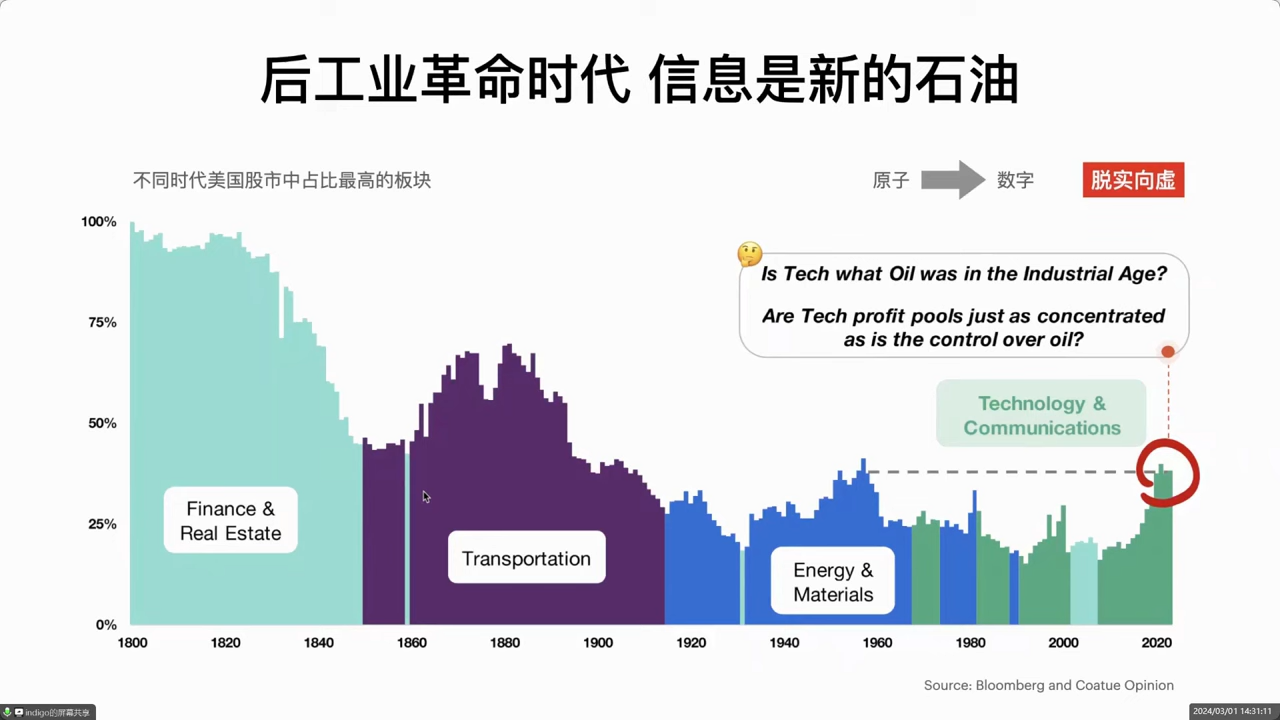 后工业革命时代 信息是新的石油
不同时代美国股市中占比最高的板块
原子 数字 脱实向虚
100%
75%
50%
25%
0%
Is Tech what Oil was in the Industrial Age?
Are Tech profit pools just as concentrated
as is the control over oil?
Technology &
Communications
Finance &
Real Estate
Transportation
Energy &
Materials
1800 1820 1840 1860 1880 1900 1920 1940 1960 1980 2000 2020
Source: Bloomberg and Coatue Opinion
indigo的屏幕共享
2024/03/01 14:31:11